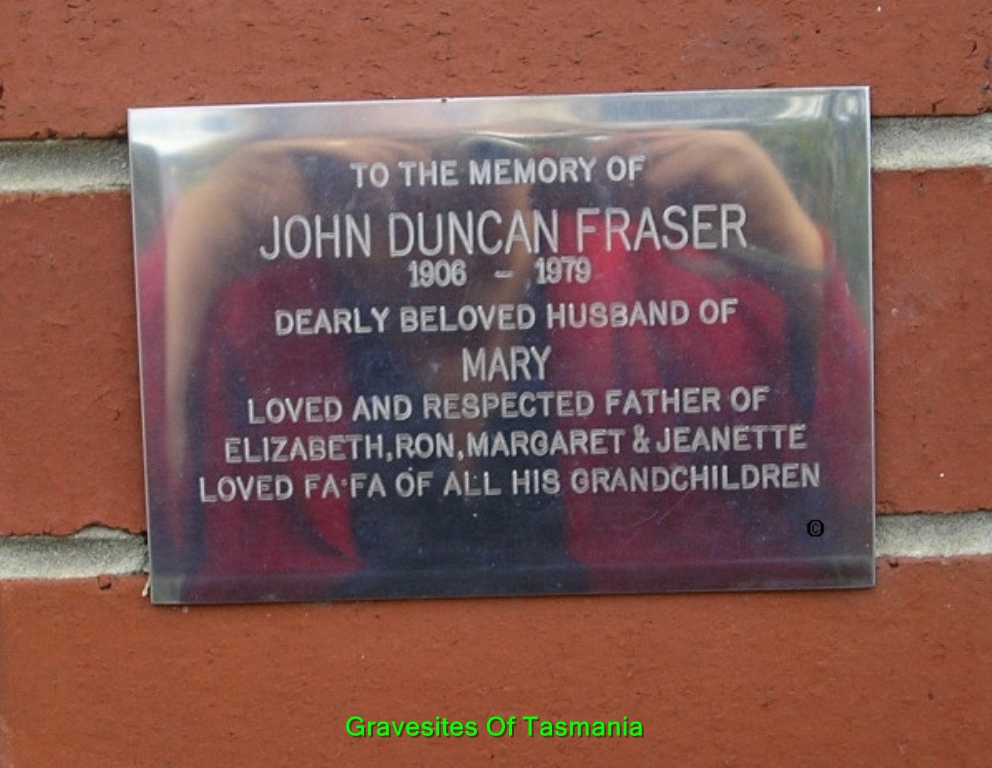 TO THE MEMORY OF
JOHN DUNCAN FRASER
1906 - 1979
DEARLY BELOVED HUSBAND OF
MARY
LOVED AND RESPECTED FATHER OF
ELIZABETH, RON, MARGARET & JEANETTE
LOVED FA-FA OF ALL HIS GRANDCHILDREN
©
Gravesites Of Tasmania